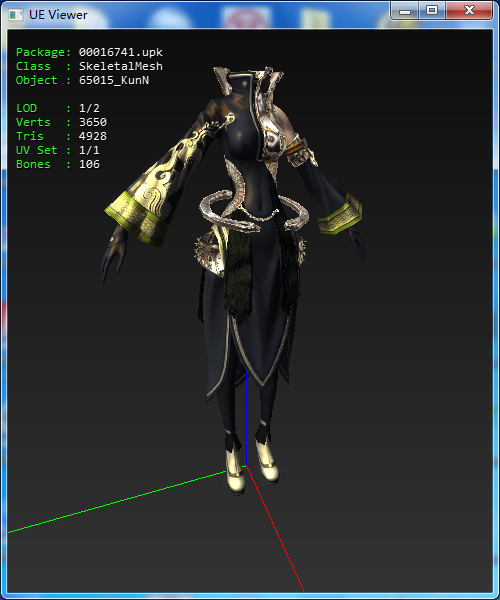 UE Viewer
Package: 00016741.upk
Class  : SkeletalMesh
Object : 65015_KunN
LOD    : 1/2
Verts  : 3650
Tris   : 4928
UV Set : 1/1
Bones  : 106